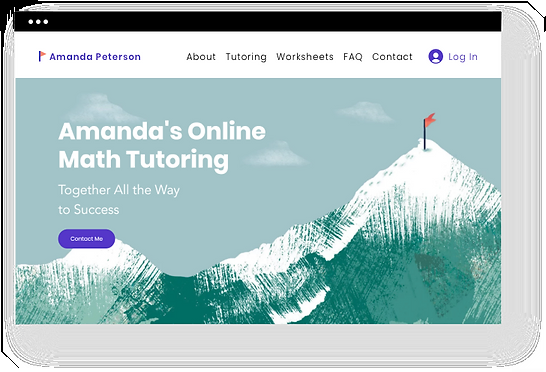 Amanda Peterson
About Tutoring Worksheets FAQ Contact Log In
Amanda's Online
Math Tutoring
Together All the Way
to Success
Contact Me